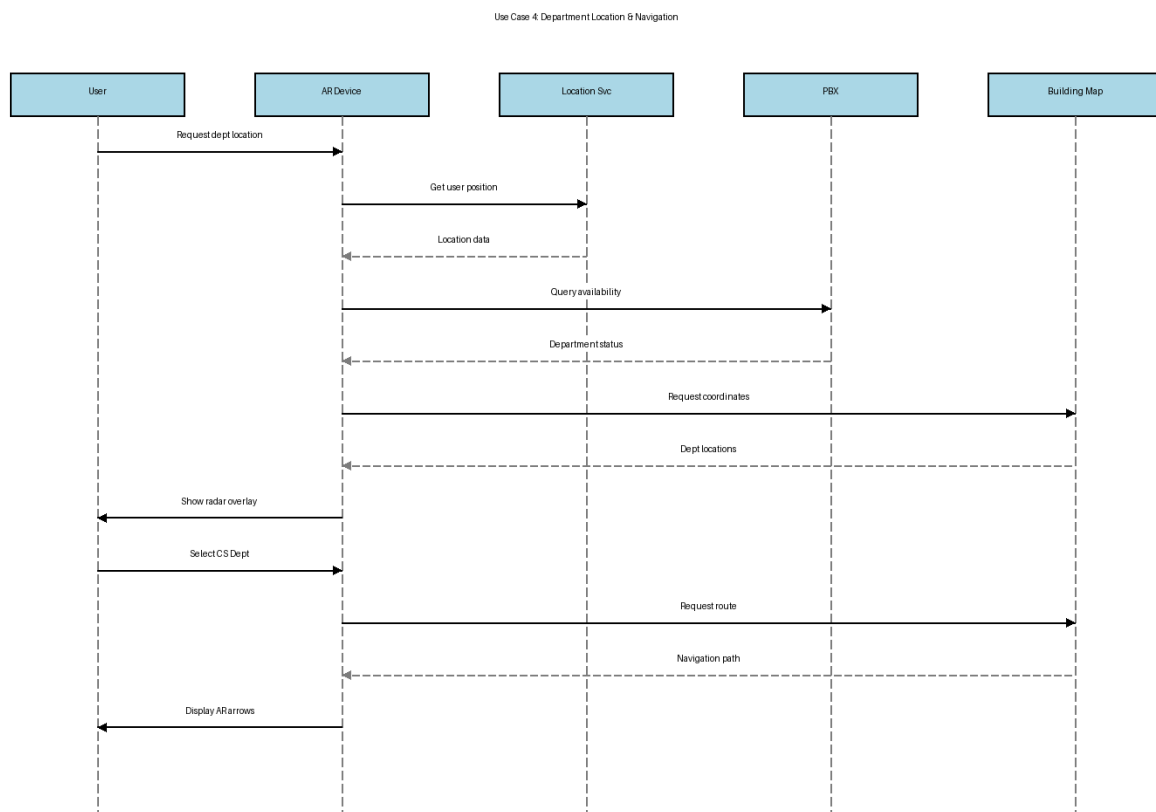 Use Case 4: Department Location & Navigation
User
AR Device
Location Svc
PBX
Building Map
Request dept location
Get user position
Location data
Query availability
Department status
Request coordinates
Dept locations
Show radar overlay
Select CS Dept
Request route
Navigation path
Display AR arrows